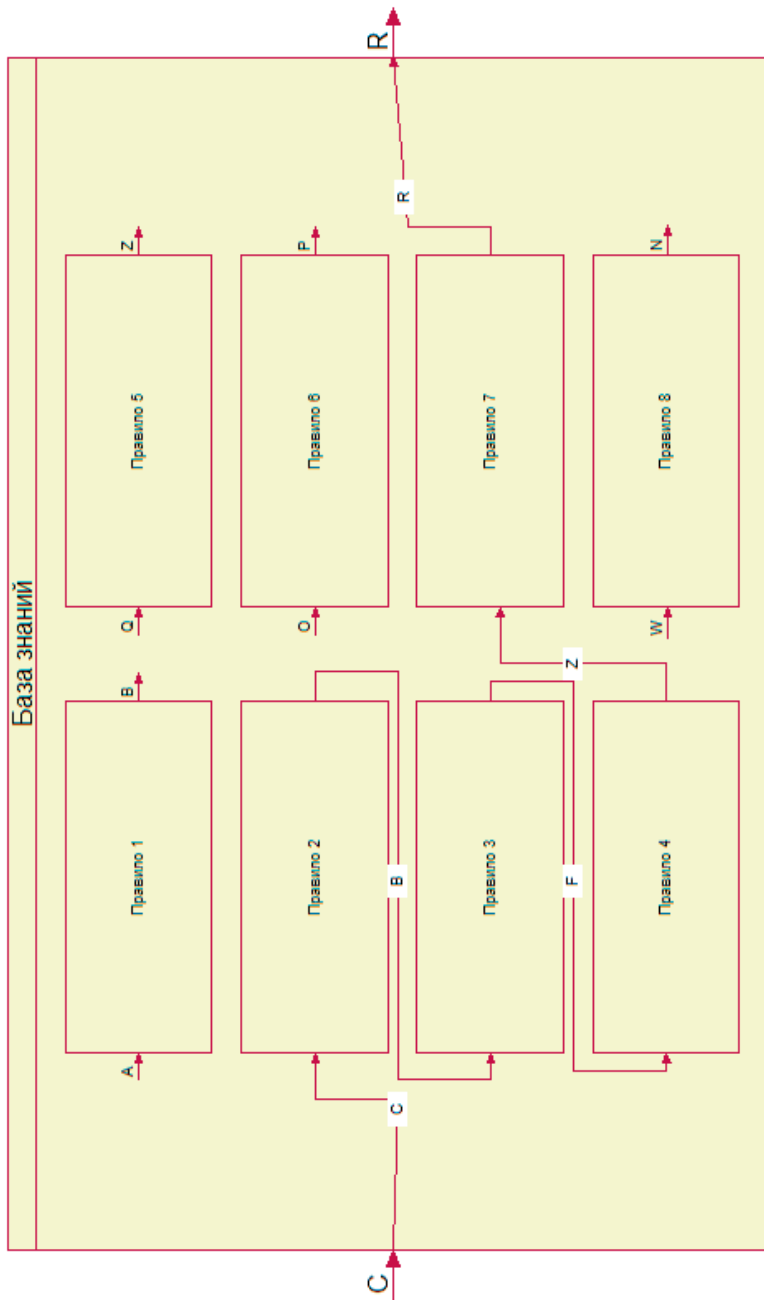 База знаний
C
C
A
Правило 1
B
Правило 2
B
Правило 3
F
Правило 4
Z
Q
Правило 5
Z
O
Правило 6
P
Правило 7
R
W
Правило 8
N
R